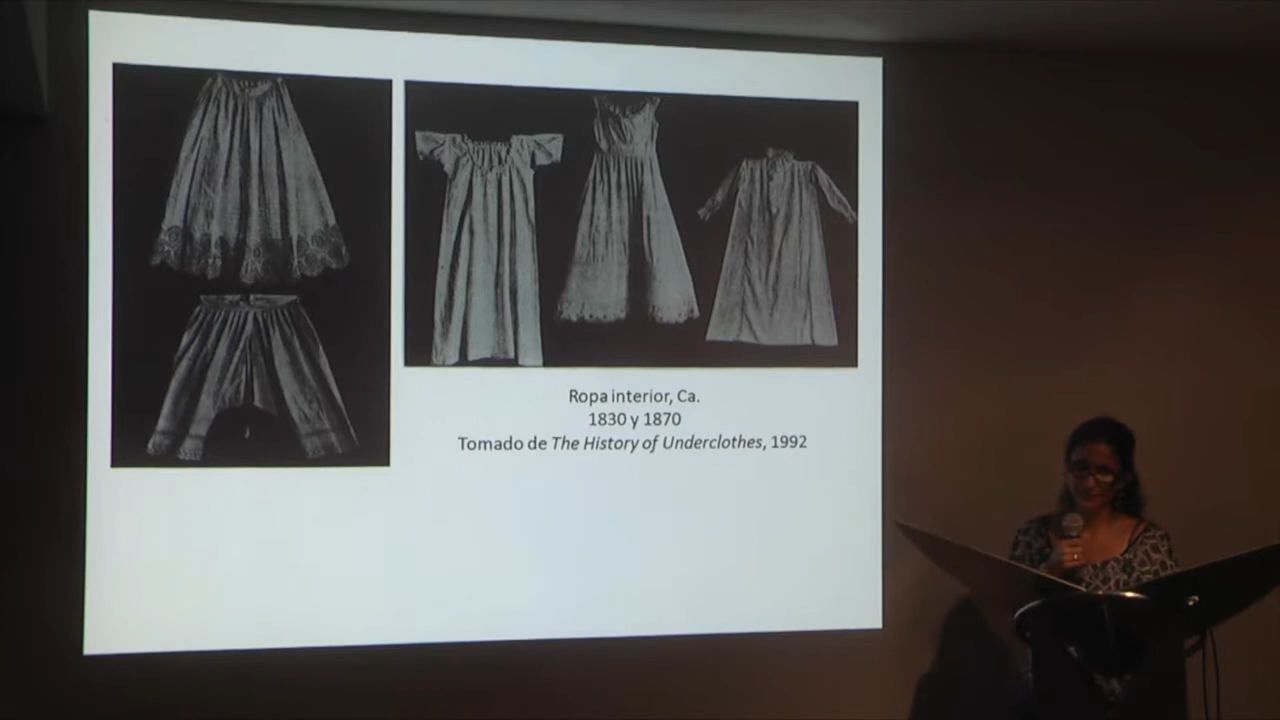 Ropa interior, Ca.
1830 y 1870
Tomado de The History of Underclothes, 1992